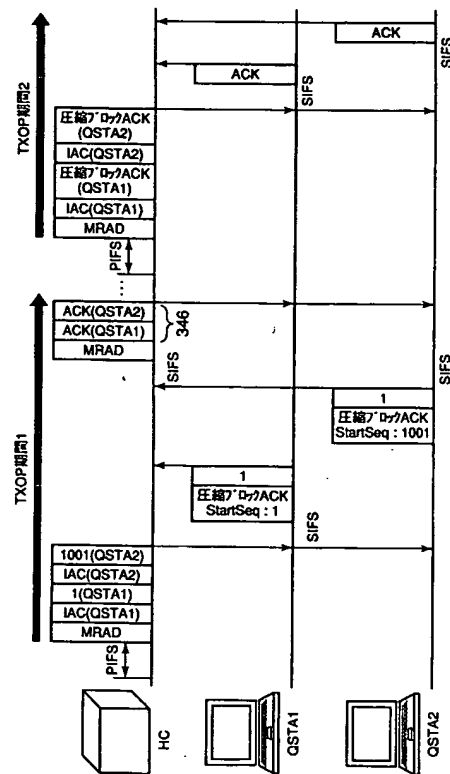 TXOP期間1
TXOP期間2
PIFS
MRAD
IAC(QSTA1)
1(QSTA1)
IAC(QSTA2)
1001(QSTA2)
SIFS
1
圧縮ブロックACK
StartSeq : 1
1
圧縮ブロックACK
StartSeq : 1001
SIFS
SIFS
MRAD
ACK(QSTA1)
ACK(QSTA2)
346
...
PIFS
MRAD
IAC(QSTA1)
圧縮ブロックACK
(QSTA1)
IAC(QSTA2)
圧縮ブロックACK
(QSTA2)
SIFS
ACK
SIFS
ACK
HC
QSTA1
QSTA2